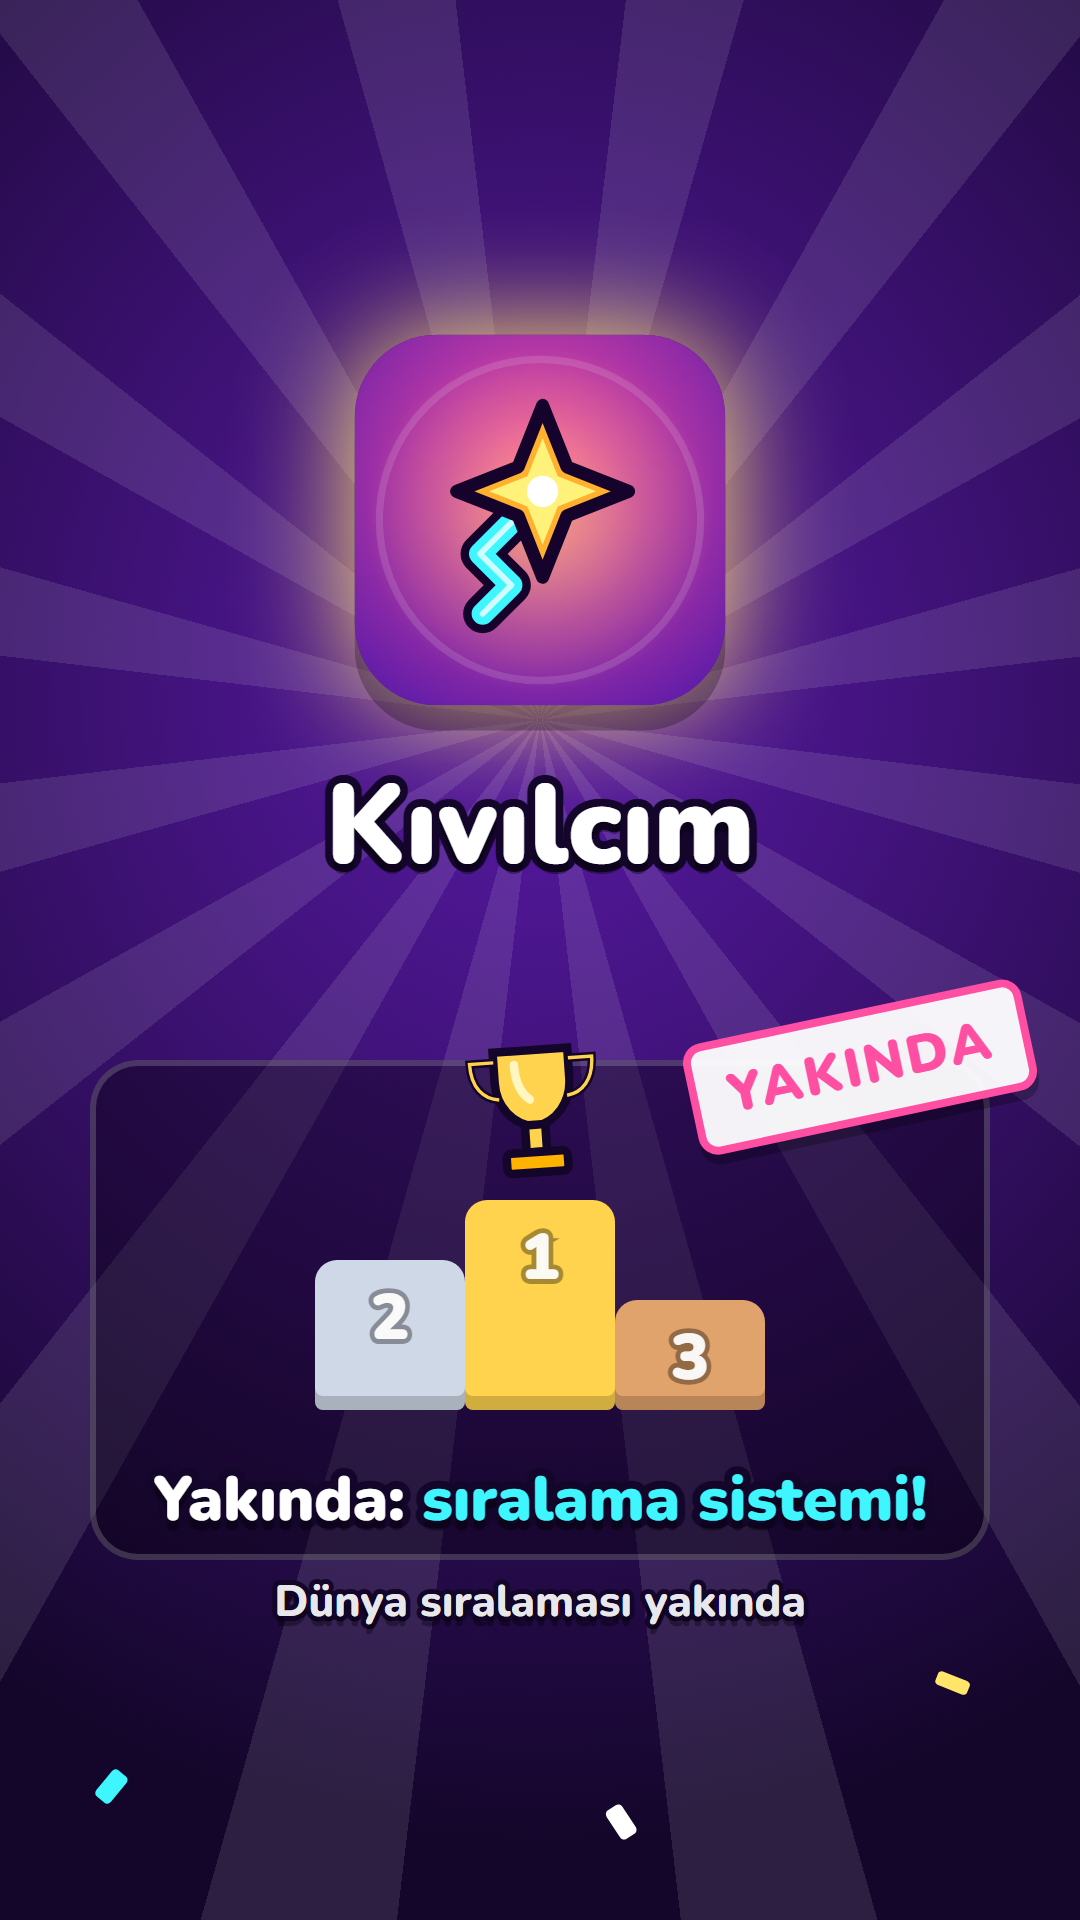 Kıvılcım
YAKINDA
1
2
3
Yakında: sıralama sistemi!
Dünya sıralaması yakında